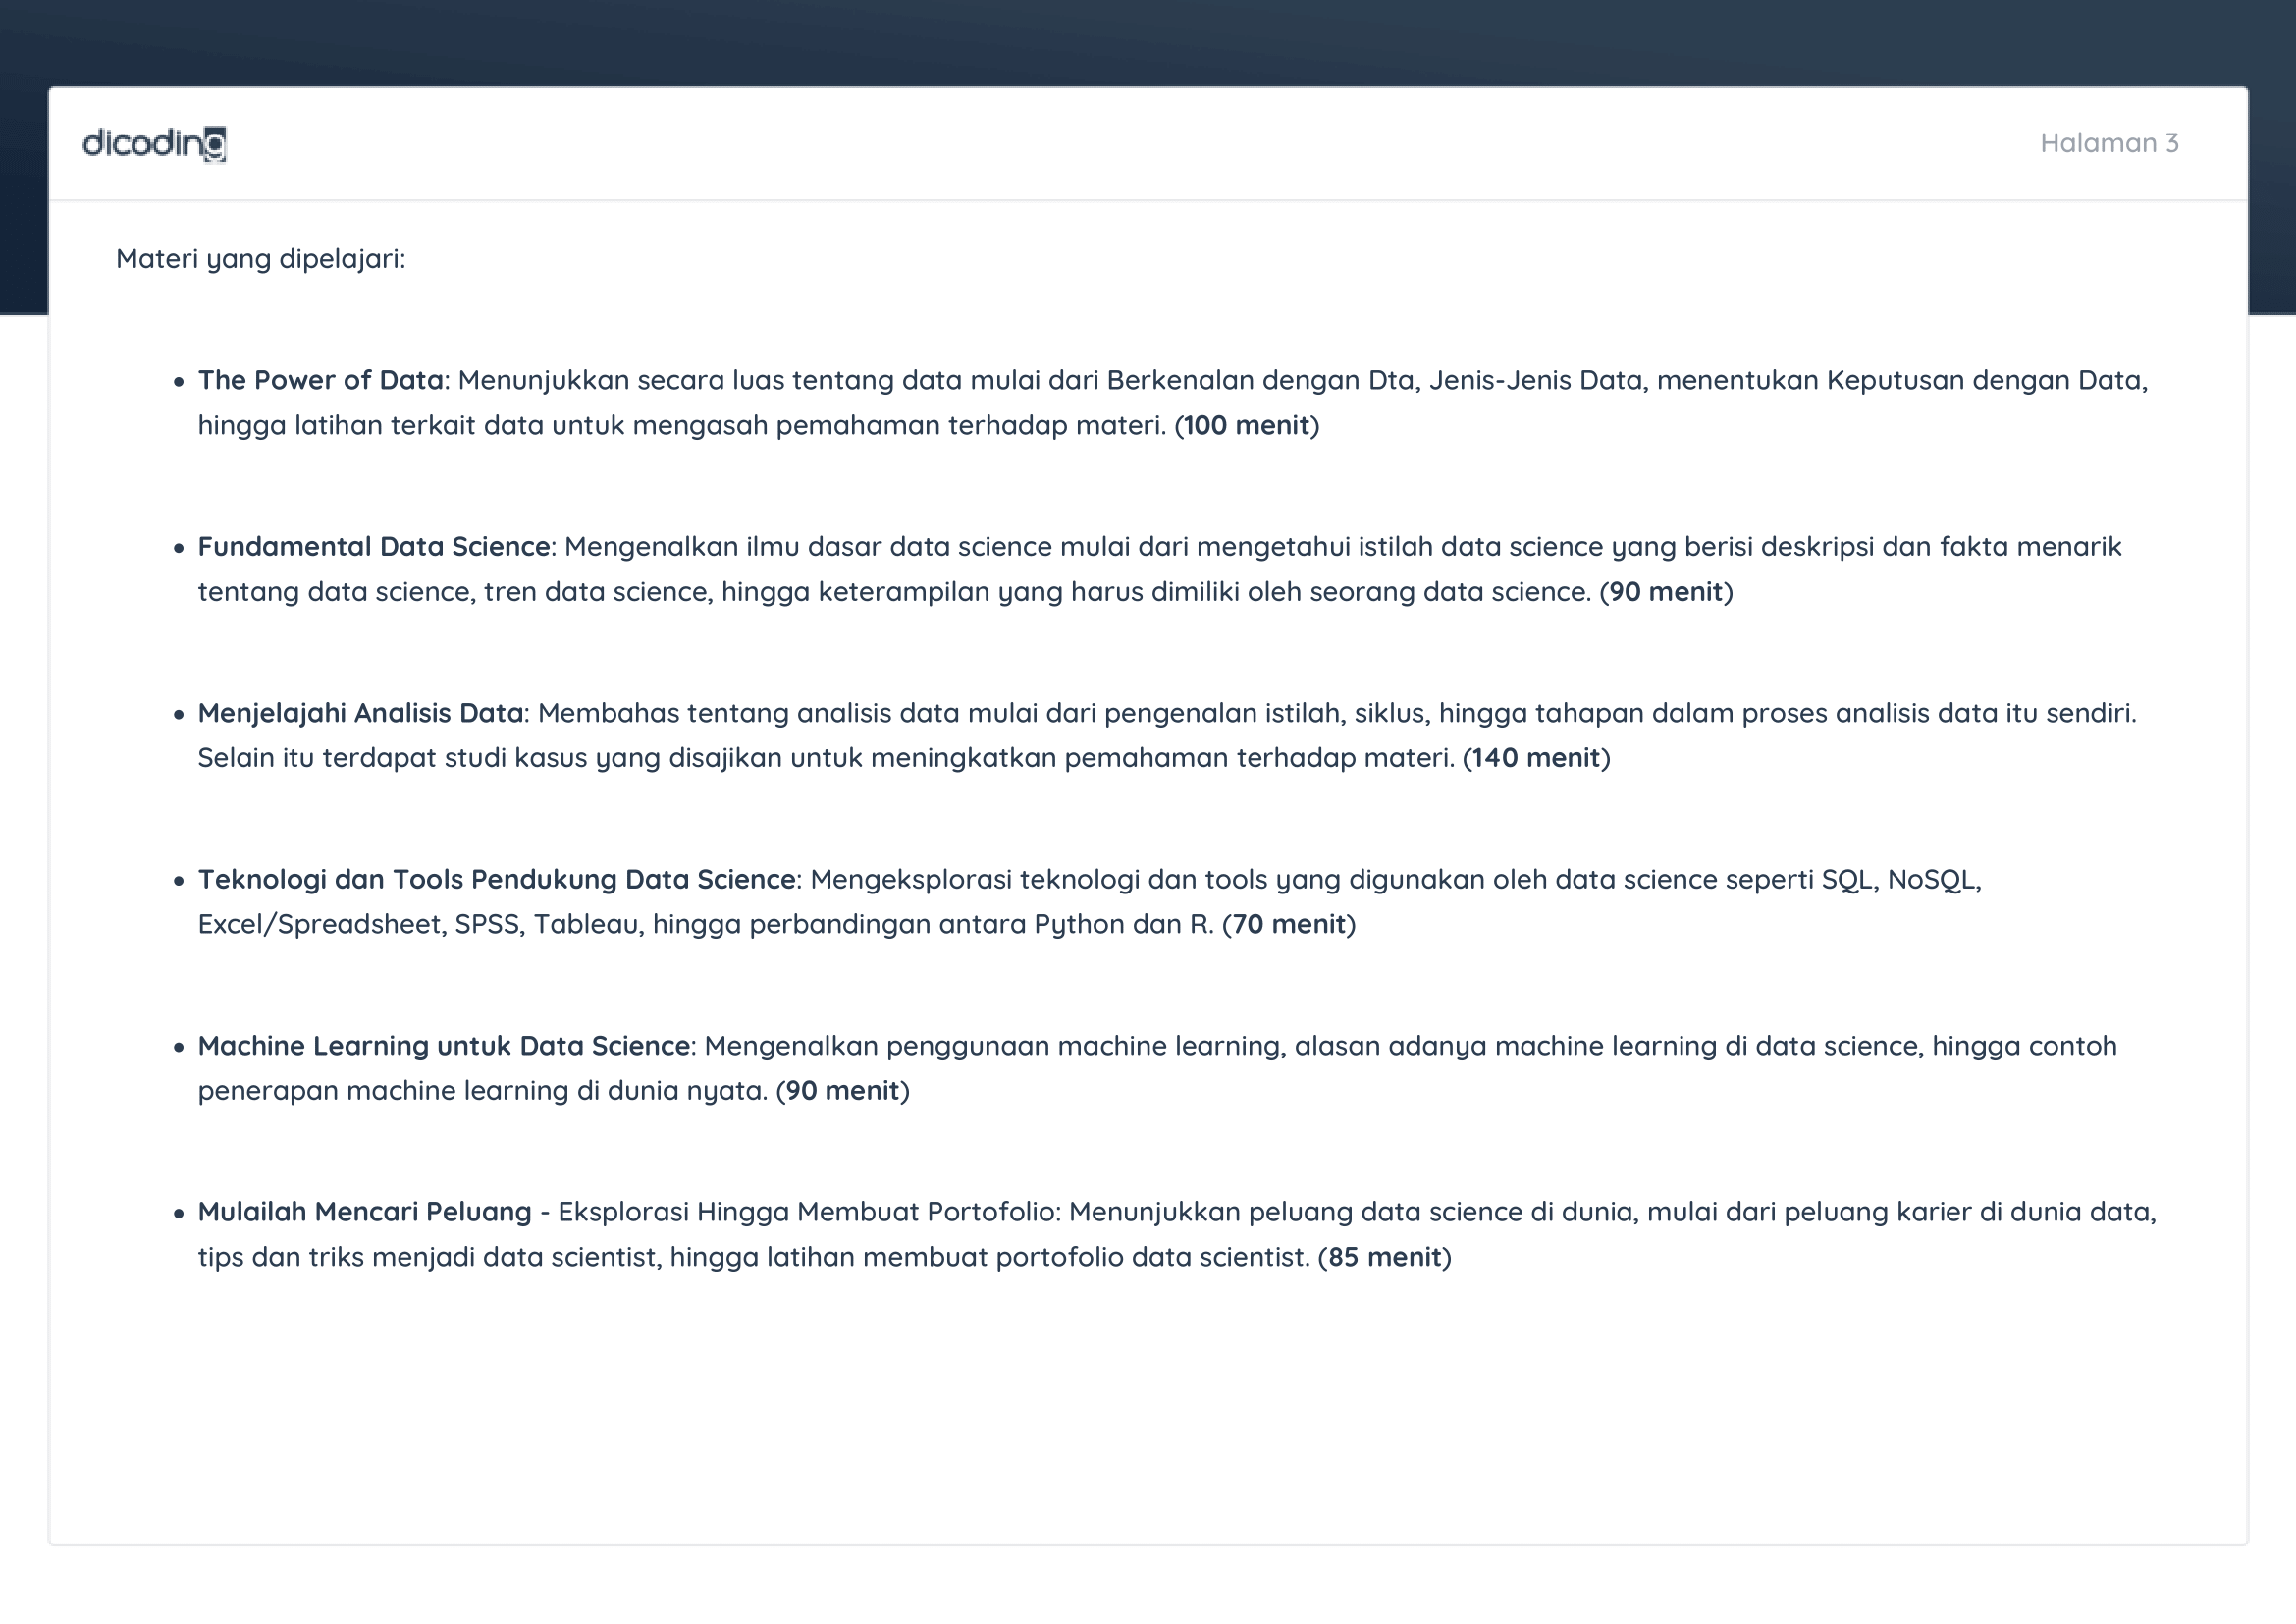 dicoding
Halaman 3
Materi yang dipelajari:
• The Power of Data: Menunjukkan secara luas tentang data mulai dari Berkenalan dengan Dta, Jenis-Jenis Data, menentukan Keputusan dengan Data,
hingga latihan terkait data untuk mengasah pemahaman terhadap materi. (100 menit)
• Fundamental Data Science: Mengenalkan ilmu dasar data science mulai dari mengetahui istilah data science yang berisi deskripsi dan fakta menarik
tentang data science, tren data science, hingga keterampilan yang harus dimiliki oleh seorang data science. (90 menit)
• Menjelajahi Analisis Data: Membahas tentang analisis data mulai dari pengenalan istilah, siklus, hingga tahapan dalam proses analisis data itu sendiri.
Selain itu terdapat studi kasus yang disajikan untuk meningkatkan pemahaman terhadap materi. (140 menit)
• Teknologi dan Tools Pendukung Data Science: Mengeksplorasi teknologi dan tools yang digunakan oleh data science seperti SQL, NoSQL,
Excel/Spreadsheet, SPSS, Tableau, hingga perbandingan antara Python dan R. (70 menit)
• Machine Learning untuk Data Science: Mengenalkan penggunaan machine learning, alasan adanya machine learning di data science, hingga contoh
penerapan machine learning di dunia nyata. (90 menit)
• Mulailah Mencari Peluang - Eksplorasi Hingga Membuat Portofolio: Menunjukkan peluang data science di dunia, mulai dari peluang karier di dunia data,
tips dan triks menjadi data scientist, hingga latihan membuat portofolio data scientist. (85 menit)